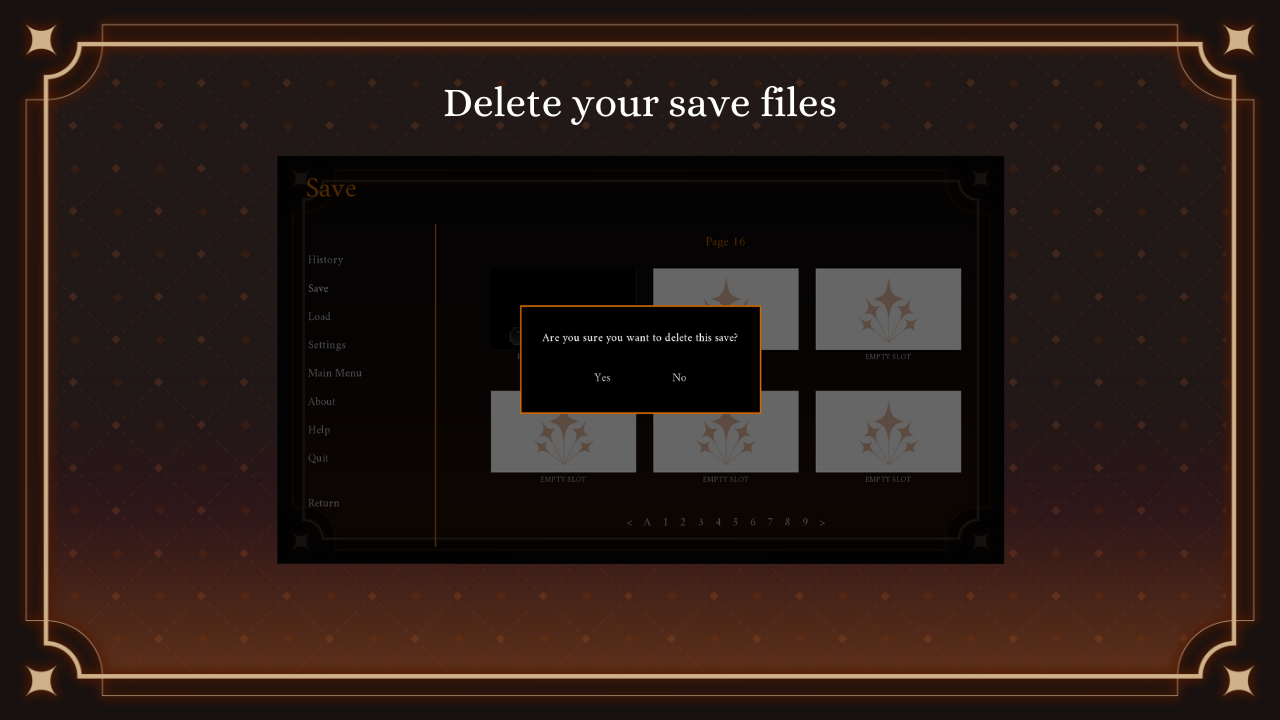 Delete your save files
Save
Page 16
History
Save
Load
Settings
Main Menu
About
Help
Quit
Return
Are you sure you want to delete this save?
Yes No
EMPTY SLOT
EMPTY SLOT EMPTY SLOT EMPTY SLOT
< A 1 2 3 4 5 6 7 8 9 >